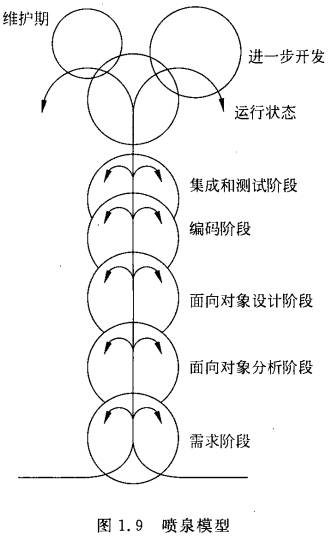 维护期
进一步开发
运行状态
集成和测试阶段
编码阶段
面向对象设计阶段
面向对象分析阶段
需求阶段
图 1.9 喷泉模型